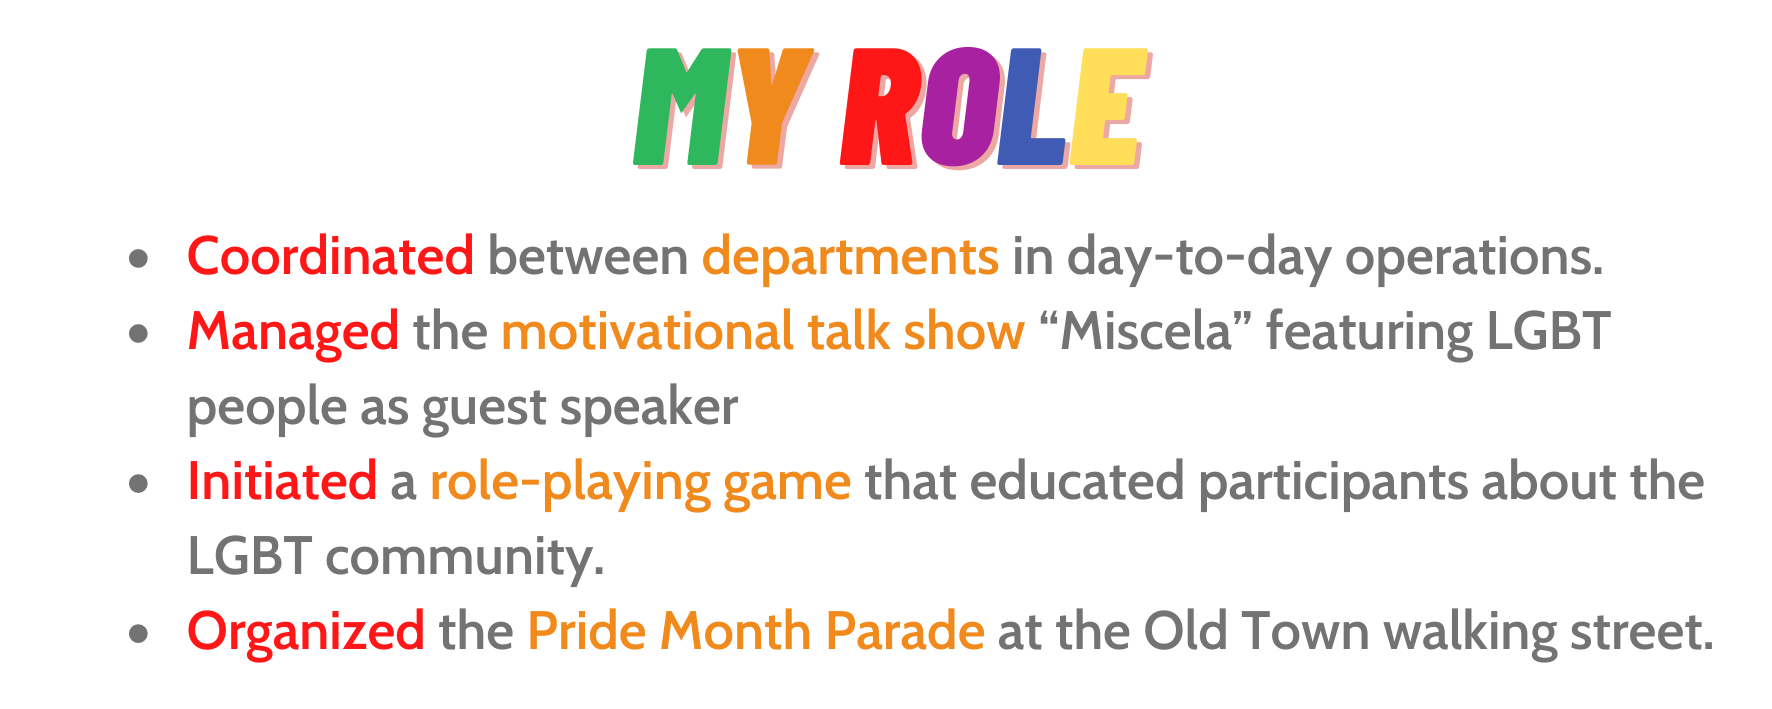 MY ROLE
• Coordinated between departments in day-to-day operations.
• Managed the motivational talk show “Miscela” featuring LGBT
people as guest speaker
• Initiated a role-playing game that educated participants about the
LGBT community.
• Organized the Pride Month Parade at the Old Town walking street.